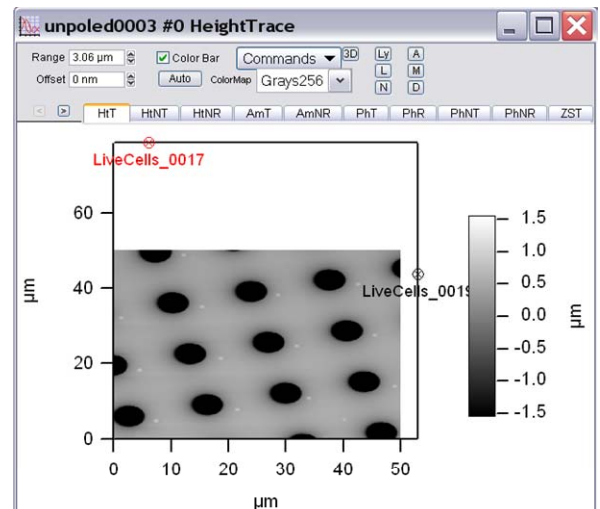 unpoled0003 #0 HeightTrace
Range 3.06 µm Color Bar Commands 3D Ly A
L M
Offset 0 nm Auto ColorMap Grays256 N D
< > HtT HtNT HtNR AmT AmNR PhT PhR PhNT PhNR ZST
LiveCells_0017
60
40
20
0
µm
0 10 20 30 40 50
µm
LiveCells_0019
1.5
1.0
0.5
0.0
-0.5
-1.0
-1.5
µm